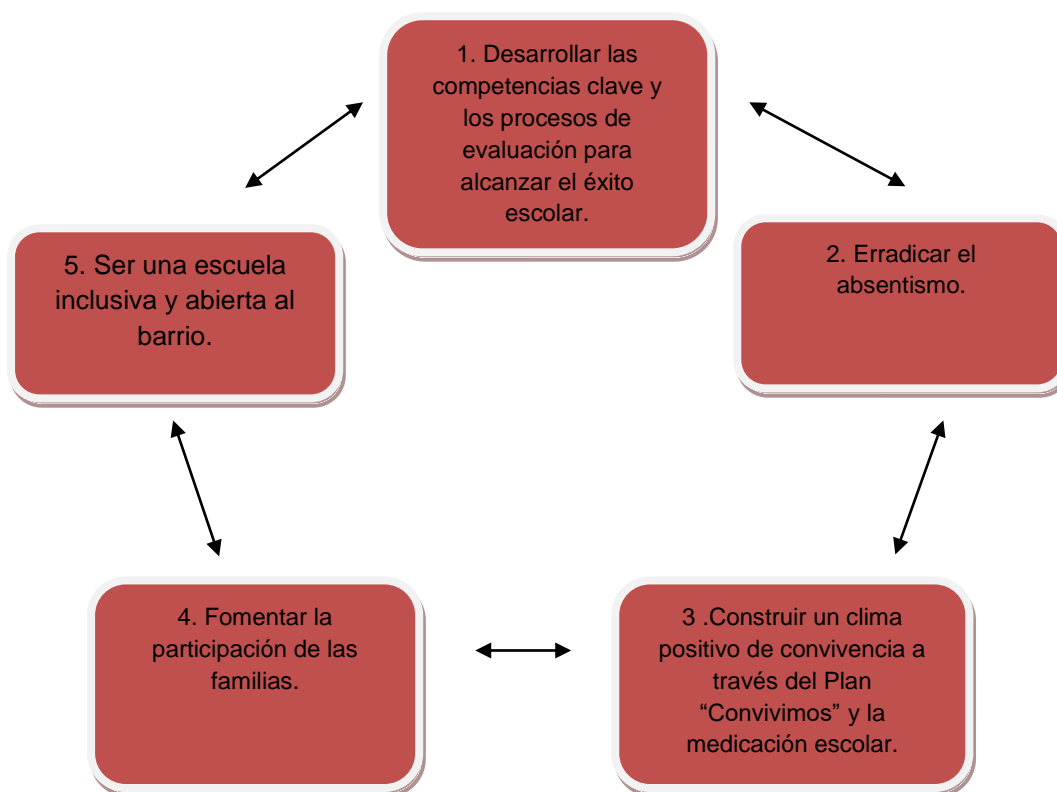 1. Desarrollar las
competencias clave y
los procesos de
evaluación para
alcanzar el éxito
escolar.
2. Erradicar el
absentismo.
3 .Construir un clima
positivo de convivencia a
través del Plan
“Convivimos” y la
medicación escolar.
4. Fomentar la
participación de las
familias.
5. Ser una escuela
inclusiva y abierta al
barrio.